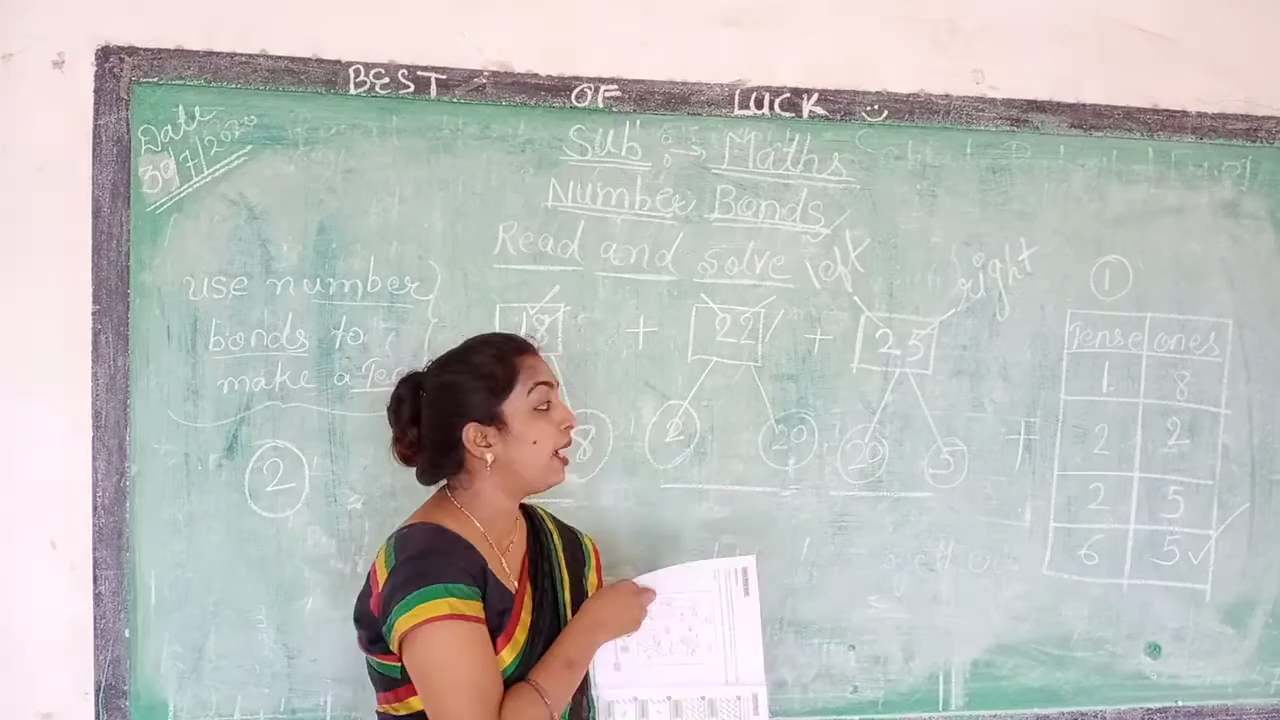 BEST OF LUCK
Date
30/7/2020
Sub :- Maths
Number Bonds
Read and solve
left
right
use number
bonds to
make a Ten
2
18 + 22 + 25
8
2 20
20 5
1
Tense ones
1 8
2 2
+ 2 5
6 5